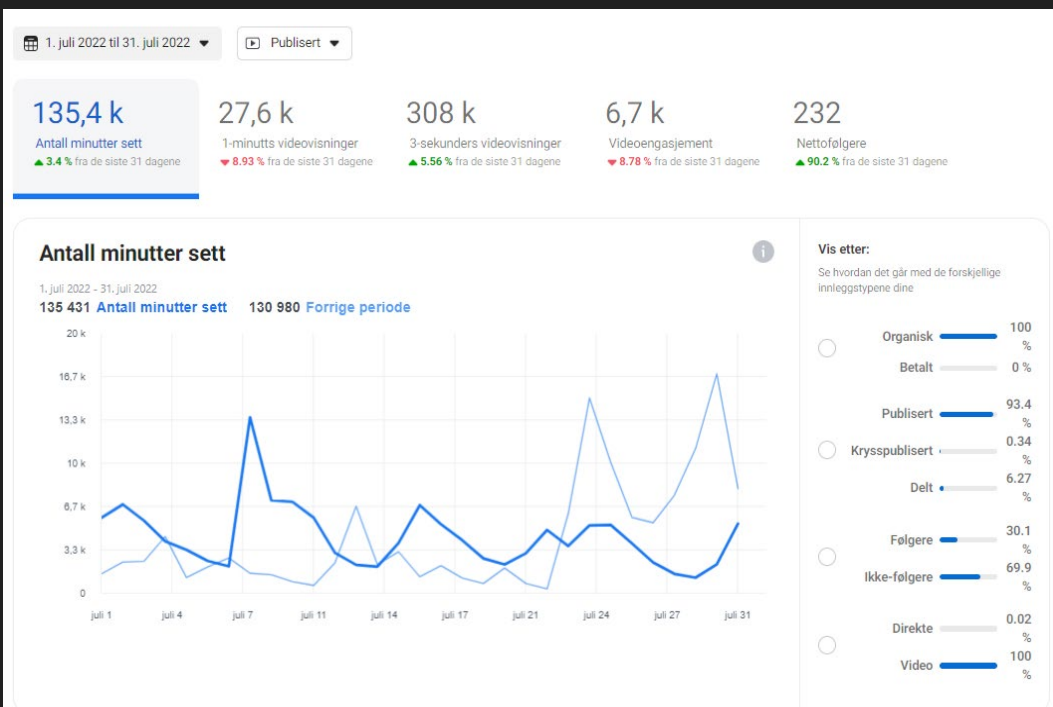 1. juli 2022 til 31. juli 2022
Publisert
135,4 k
Antall minutter sett
3.4 % fra de siste 31 dagene
27,6 k
1-minutts videovisninger
8.93 % fra de siste 31 dagene
308 k
3-sekunders videovisninger
5.56 % fra de siste 31 dagene
6,7 k
Videoengasjement
8.78 % fra de siste 31 dagene
232
Nettofølgere
90.2 % fra de siste 31 dagene
Antall minutter sett
i
1. juli 2022 - 31. juli 2022
135 431 Antall minutter sett 130 980 Forrige periode
20 k
16,7 k
13,3 k
10 k
6,7 k
3,3 k
0
juli 1 juli 4 juli 7 juli 11 juli 14 juli 17 juli 21 juli 24 juli 27 juli 31
Vis etter:
Se hvordan det går med de forskjellige
innleggstypene dine
Organisk 100
%
Betalt 0 %
Publisert 93.4
%
Krysspublisert 0.34
%
Delt 6.27
%
Følgere 30.1
%
Ikke-følgere 69.9
%
Direkte 0.02
%
Video 100
%